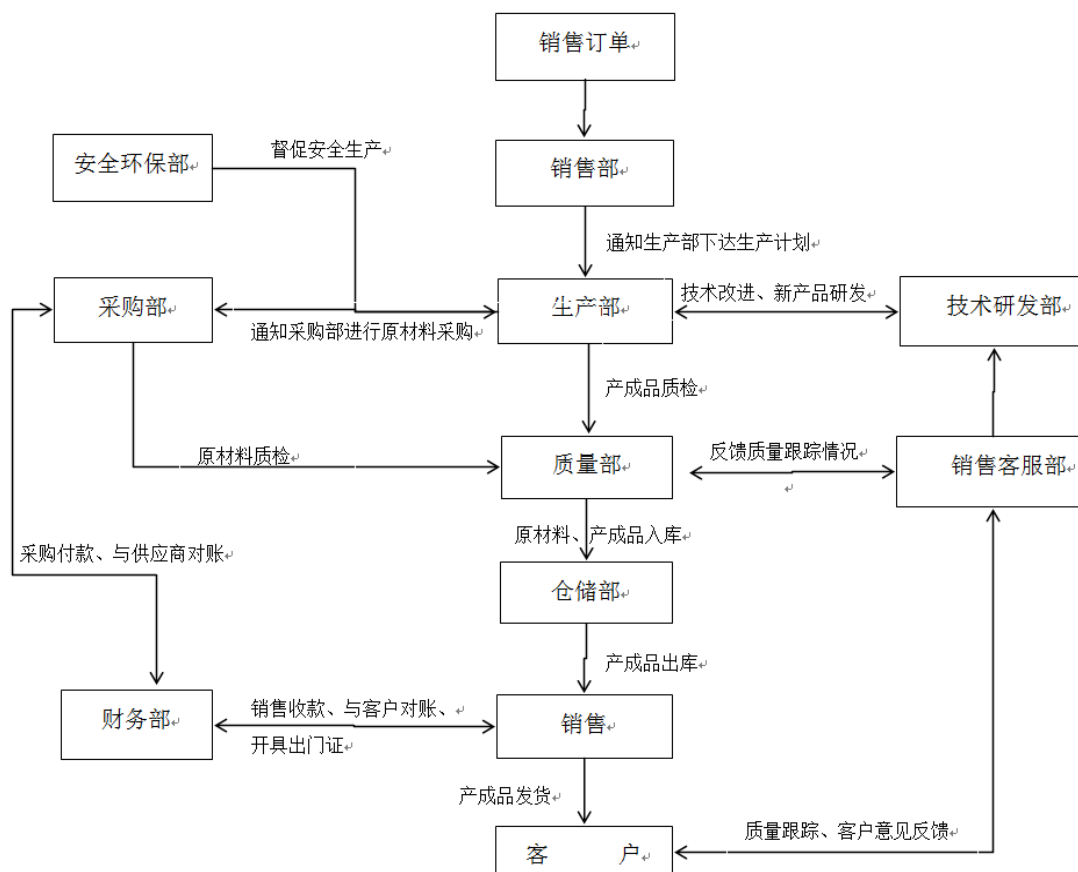 销售订单
安全环保部
督促安全生产
销售部
通知生产部下达生产计划
采购部
生产部
技术改进、新产品研发
技术研发部
通知采购部进行原材料采购
产成品质检
原材料质检
质量部
反馈质量跟踪情况
销售客服部
原材料、产成品入库
采购付款、与供应商对账
仓储部
产成品出库
财务部
销售收款、与客户对账、
开具出门证
销售
产成品发货
质量跟踪、客户意见反馈
客 户